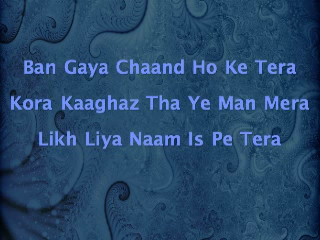 Ban Gaya Chaand Ho Ke Tera
Kora Kaaghaz Tha Ye Man Mera
Likh Liya Naam Is Pe Tera